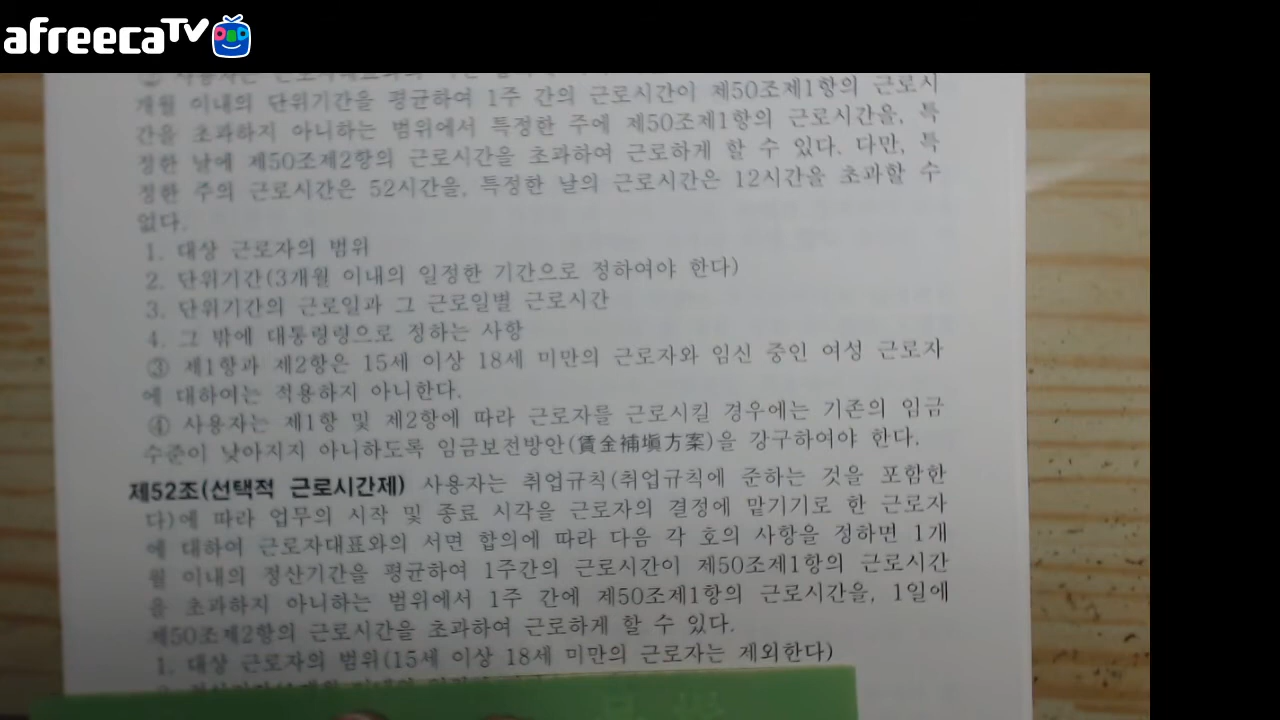 afreecaTV
개월 이내의 단위기간을 평균하여 1주 간의 근로시간이 제50조제1항의 근로시
간을 초과하지 아니하는 범위에서 특정한 주에 제50조제1항의 근로시간을, 특
정한 날에 제50조제2항의 근로시간을 초과하여 근로하게 할 수 있다. 다만, 특
정한 주의 근로시간은 52시간을, 특정한 날의 근로시간은 12시간을 초과할 수
없다.
1. 대상 근로자의 범위
2. 단위기간(3개월 이내의 일정한 기간으로 정하여야 한다)
3. 단위기간의 근로일과 그 근로일별 근로시간
4. 그 밖에 대통령령으로 정하는 사항
③ 제1항과 제2항은 15세 이상 18세 미만의 근로자와 임신 중인 여성 근로자
에 대하여는 적용하지 아니한다.
④ 사용자는 제1항 및 제2항에 따라 근로자를 근로시킬 경우에는 기존의 임금
수준이 낮아지지 아니하도록 임금보전방안(賃金補塡方案)을 강구하여야 한다.
제52조(선택적 근로시간제) 사용자는 취업규칙(취업규칙에 준하는 것을 포함한
다)에 따라 업무의 시작 및 종료 시각을 근로자의 결정에 맡기기로 한 근로자
에 대하여 근로자대표와의 서면 합의에 따라 다음 각 호의 사항을 정하면 1개
월 이내의 정산기간을 평균하여 1주간의 근로시간이 제50조제1항의 근로시간
을 초과하지 아니하는 범위에서 1주 간에 제50조제1항의 근로시간을, 1일에
제50조제2항의 근로시간을 초과하여 근로하게 할 수 있다.
1. 대상 근로자의 범위(15세 이상 18세 미만의 근로자는 제외한다)